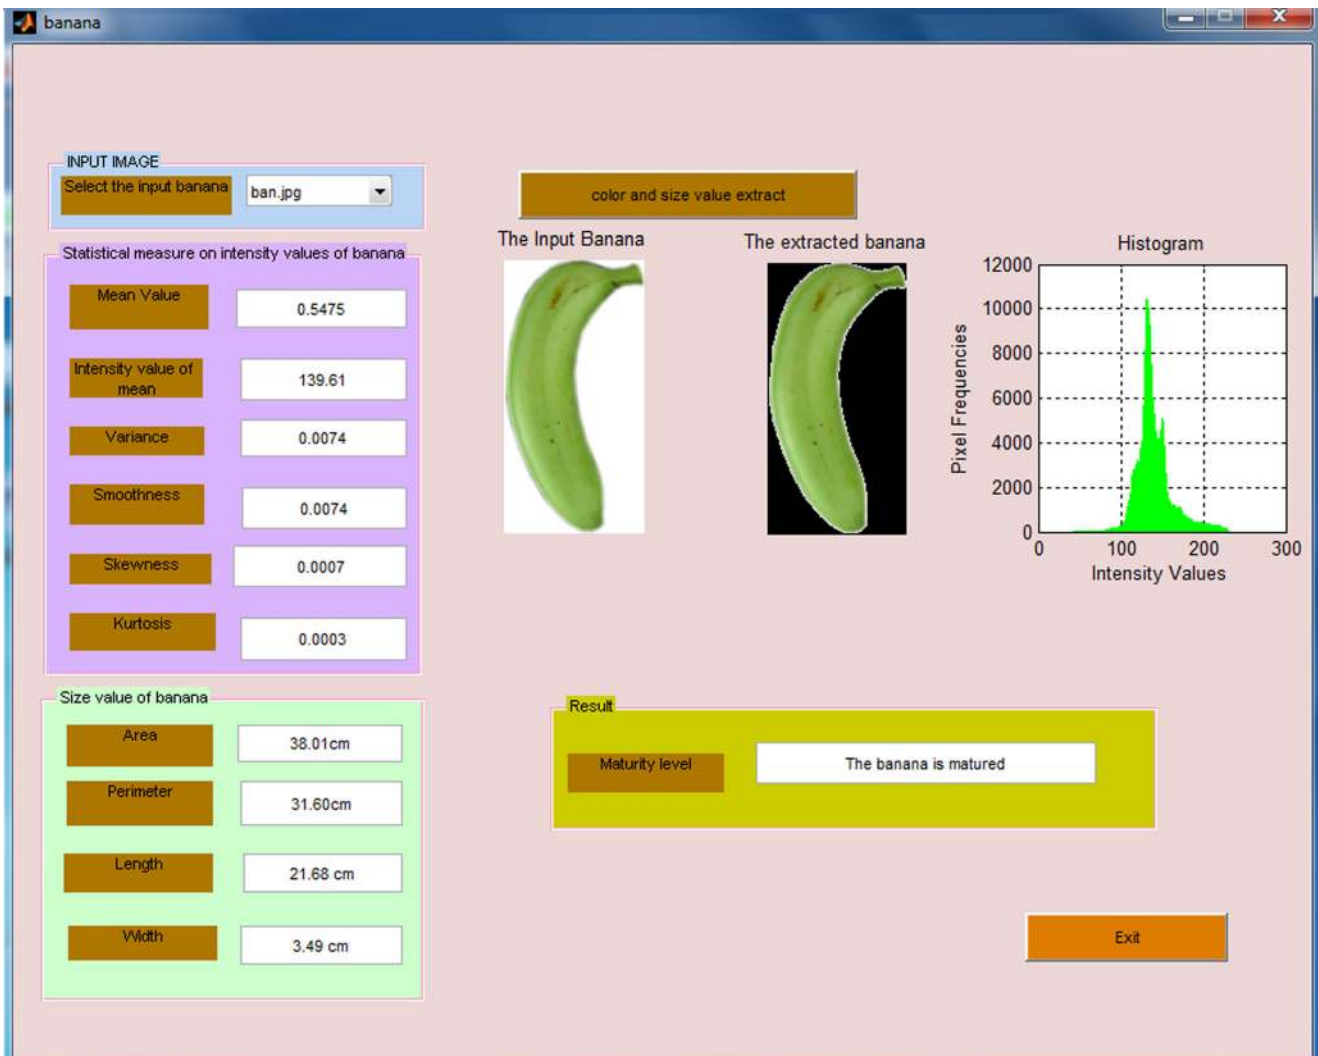 banana
INPUT IMAGE
Select the input banana
ban.jpg
color and size value extract
Statistical measure on intensity values of banana
Mean Value
0.5475
Intensity value of
mean
139.61
Variance
0.0074
Smoothness
0.0074
Skewness
0.0007
Kurtosis
0.0003
The Input Banana
The extracted banana
Histogram
12000
10000
8000
6000
4000
2000
0
Pixel Frequencies
0 100 200 300
Intensity Values
Size value of banana
Area
38.01cm
Perimeter
31.60cm
Length
21.68 cm
Width
3.49 cm
Result
Maturity level
The banana is matured
Exit